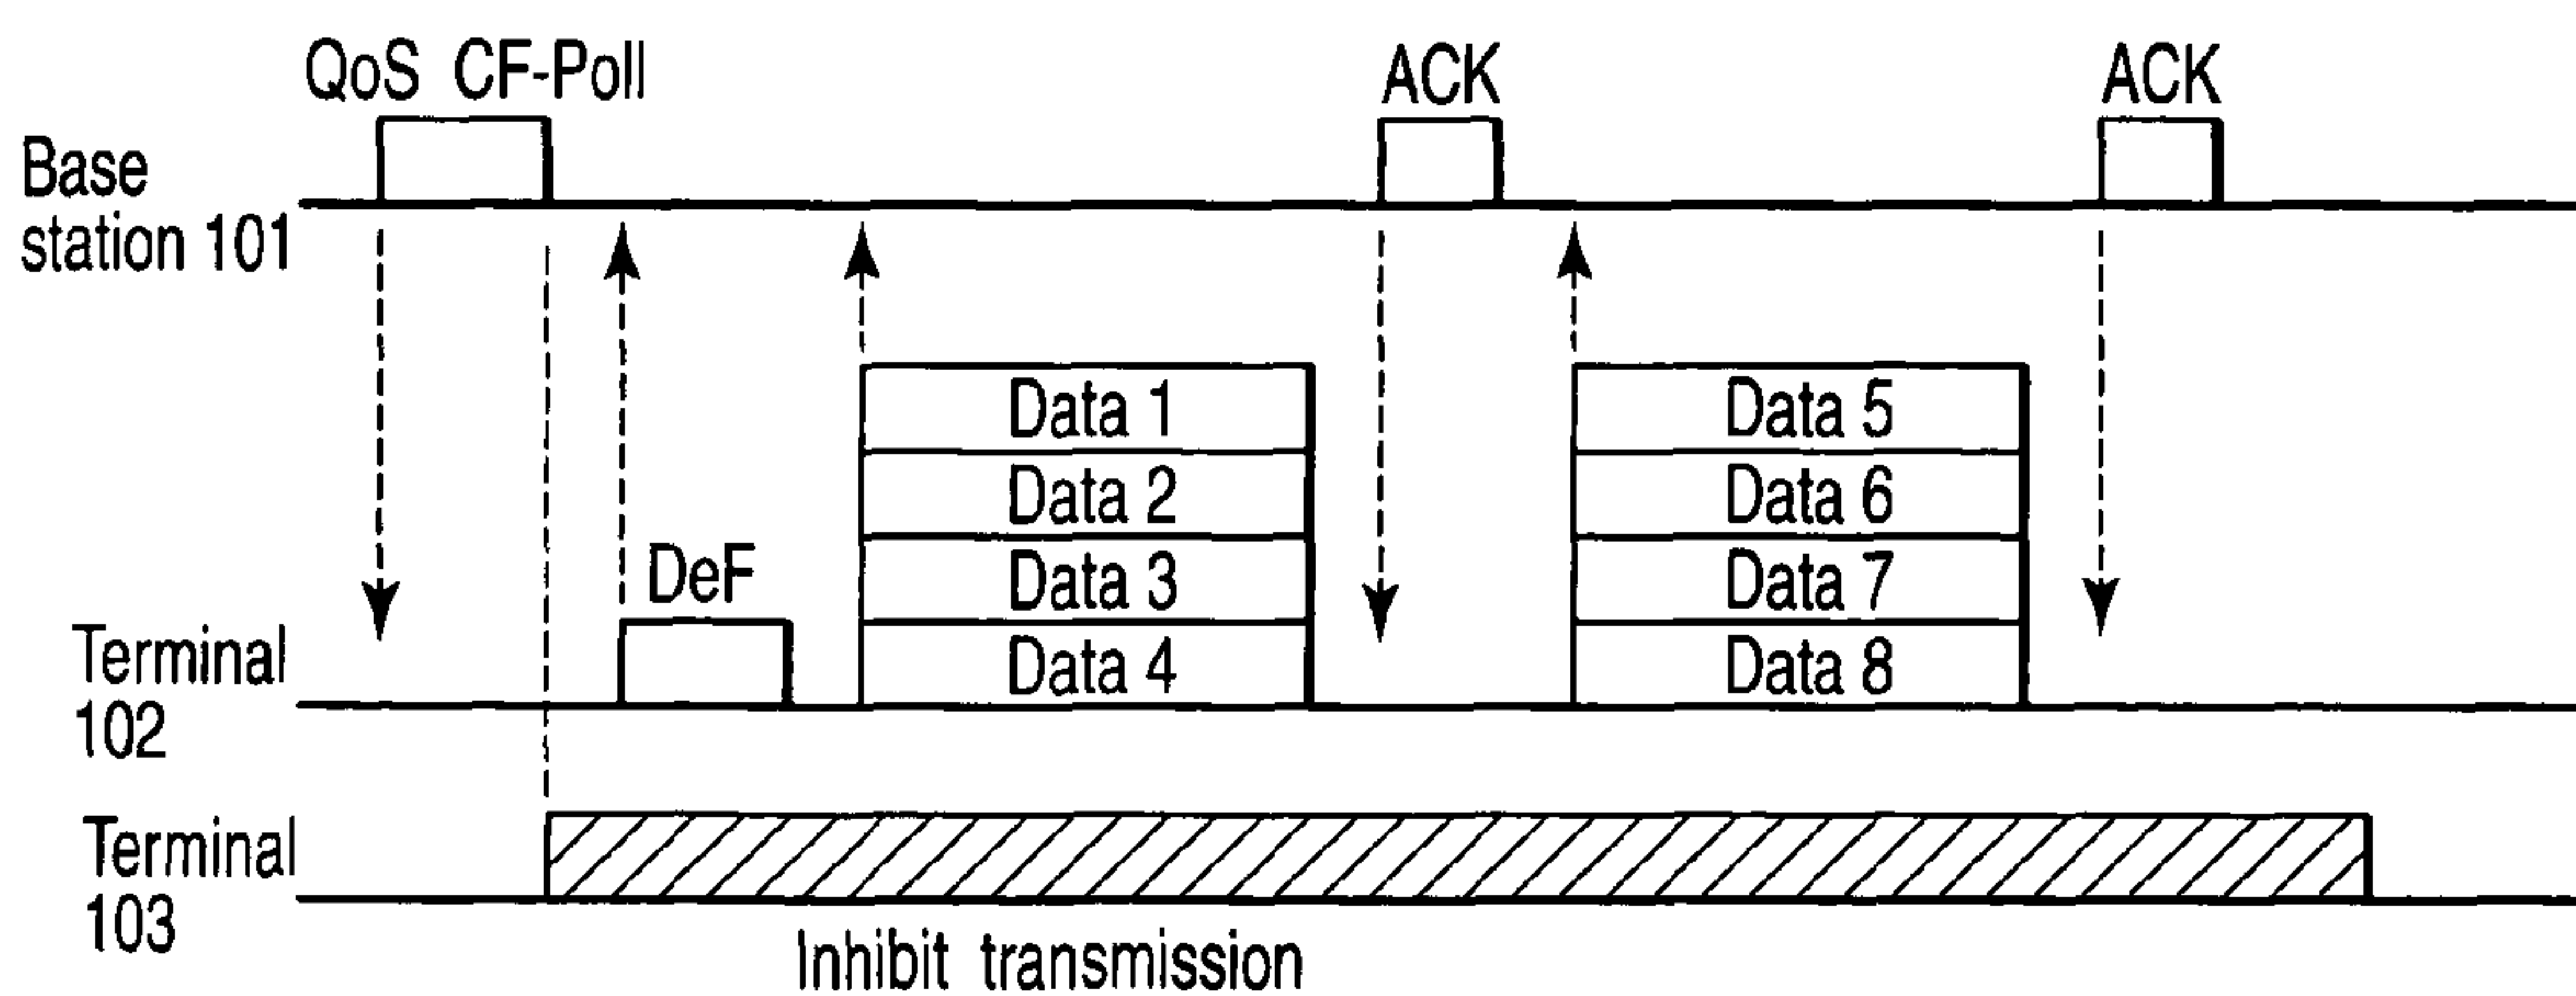 QoS CF-Poll
ACK
ACK
Base
station 101
Data 1
Data 5
Data 2
Data 6
Data 3
Data 7
DeF
Data 4
Data 8
Terminal
102
Terminal
103
Inhibit transmission